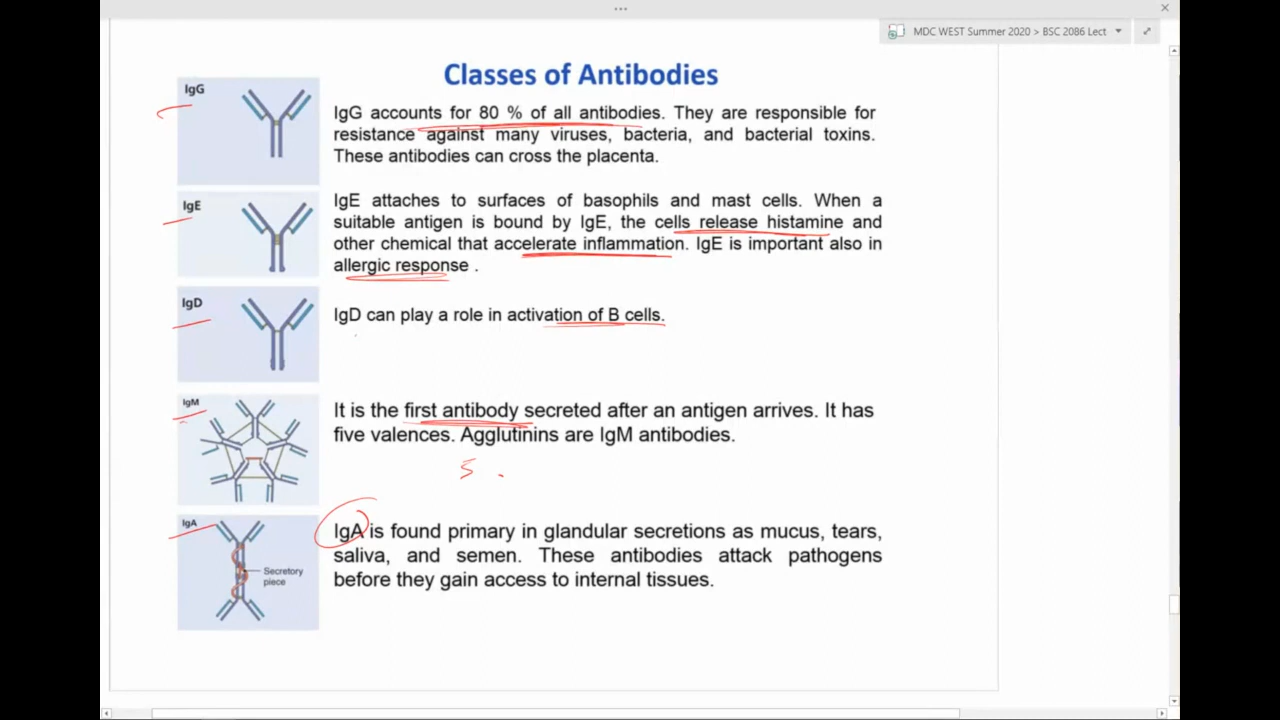 MDC WEST Summer 2020 > BSC 2086 Lect
Classes of Antibodies
IgG
IgG accounts for 80 % of all antibodies. They are responsible for
resistance against many viruses, bacteria, and bacterial toxins.
These antibodies can cross the placenta.
IgE
IgE attaches to surfaces of basophils and mast cells. When a
suitable antigen is bound by IgE, the cells release histamine and
other chemical that accelerate inflammation. IgE is important also in
allergic response .
IgD
IgD can play a role in activation of B cells.
IgM
It is the first antibody secreted after an antigen arrives. It has
five valences. Agglutinins are IgM antibodies.
5
IgA
IgA is found primary in glandular secretions as mucus, tears,
saliva, and semen. These antibodies attack pathogens
before they gain access to internal tissues.
Secretory
piece